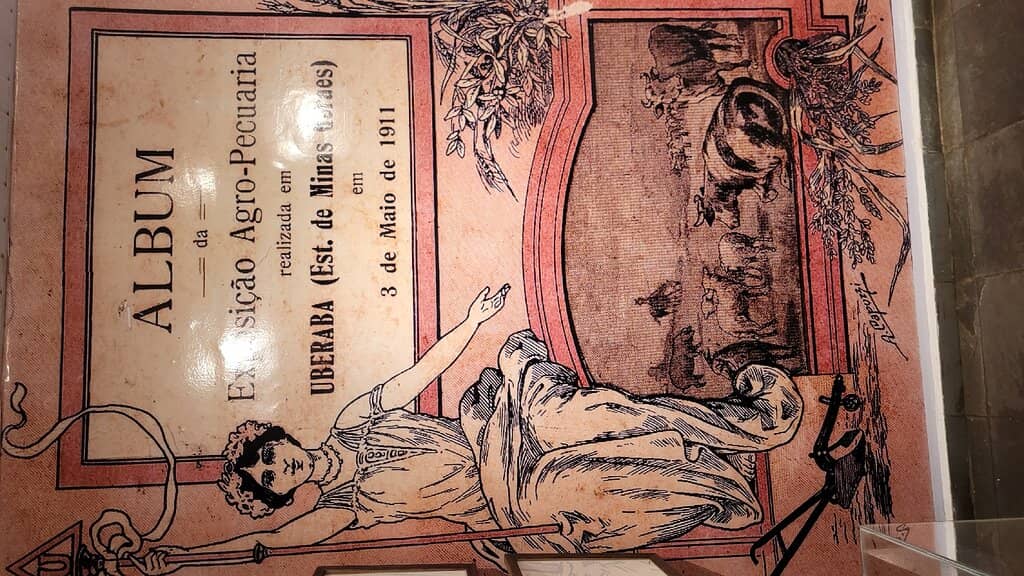 ALBUM
da
Exposição Agro-Pecuaria
realizada em
UBERABA (Est. de Minas Geraes)
em
3 de Maio de 1911
U